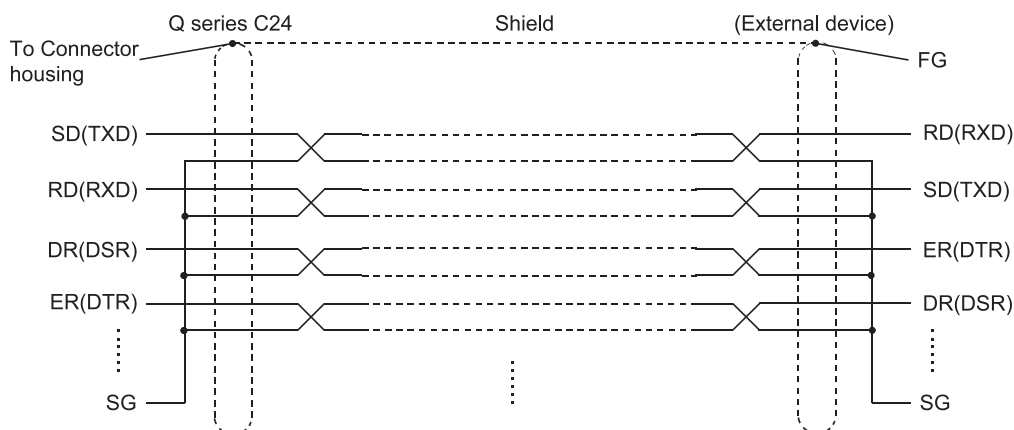 Q series C24
Shield
(External device)
To Connector
housing
FG
SD(TXD)
RD(RXD)
RD(RXD)
SD(TXD)
DR(DSR)
ER(DTR)
ER(DTR)
DR(DSR)
SG
SG